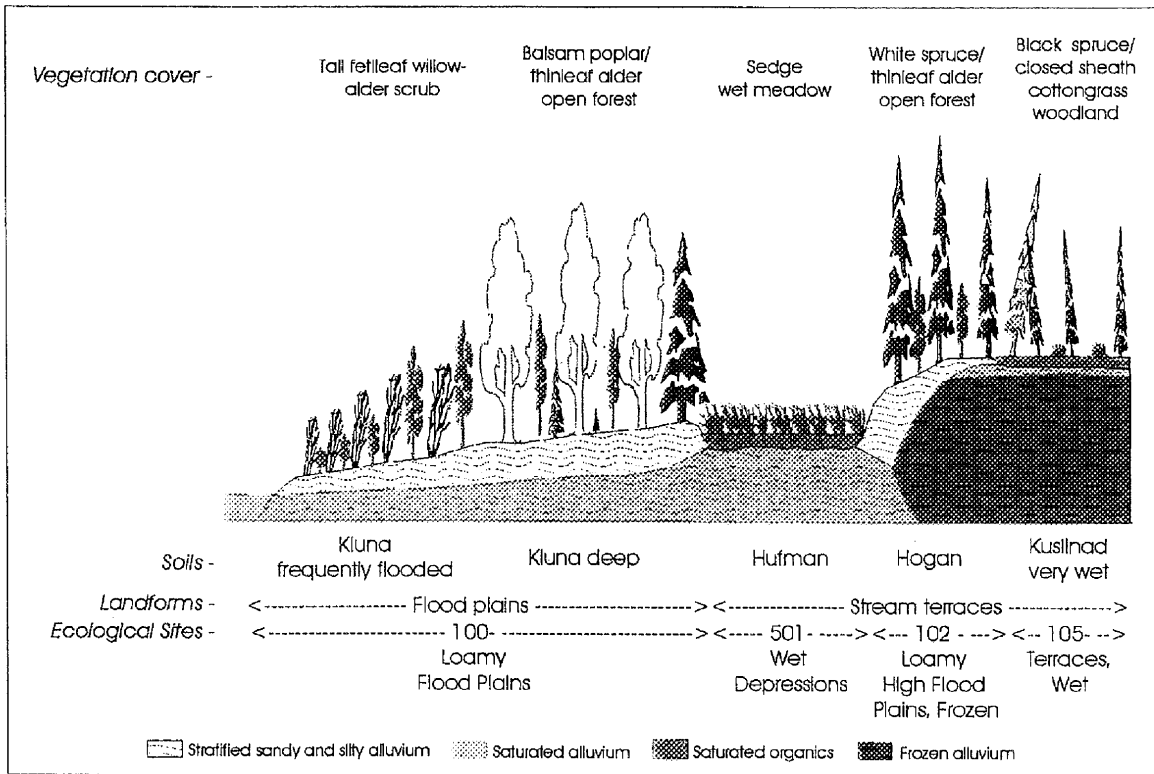 Vegetation cover -
Tall fetlleaf willow-
alder scrub
Balsam poplar/
thinleaf alder
open forest
Sedge
wet meadow
White spruce/
thinleaf alder
open forest
Black spruce/
closed sheath
cottongrass
woodland
Soils -
Kluna
frequently flooded
Kluna deep
Hufman
Hogan
Kuslinad
very wet
Landforms -
<---------------- Flood plains ----------------->
<-------------- Stream terraces ----------->
Ecological Sites -
<-------------------- 100- --------------------->
<----- 501- ---->
<---- 102 - --->
<-- 105- -->
Loamy
Flood Plains
Wet
Depressions
Loamy
High Flood
Plains, Frozen
Terraces,
Wet
Stratified sandy and silty alluvium
Saturated alluvium
Saturated organics
Frozen alluvium